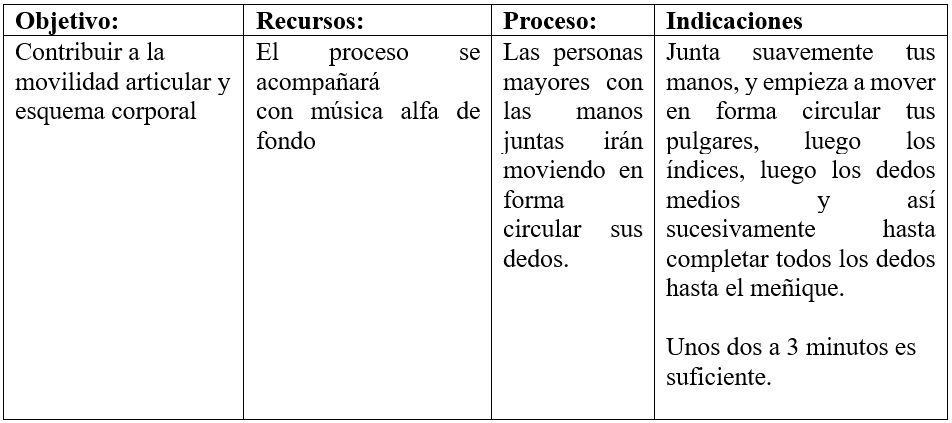 Objetivo:
Recursos:
Proceso:
Indicaciones
Contribuir a la
movilidad articular y
esquema corporal
El proceso se
acompañará
con música alfa de
fondo
Las personas
mayores con
las manos
juntas irán
moviendo en
forma
circular sus
dedos.
Junta suavemente tus
manos, y empieza a mover
en forma circular tus
pulgares, luego los
índices, luego los dedos
medios y así
sucesivamente hasta
completar todos los dedos
hasta el meñique.
Unos dos a 3 minutos es
suficiente.